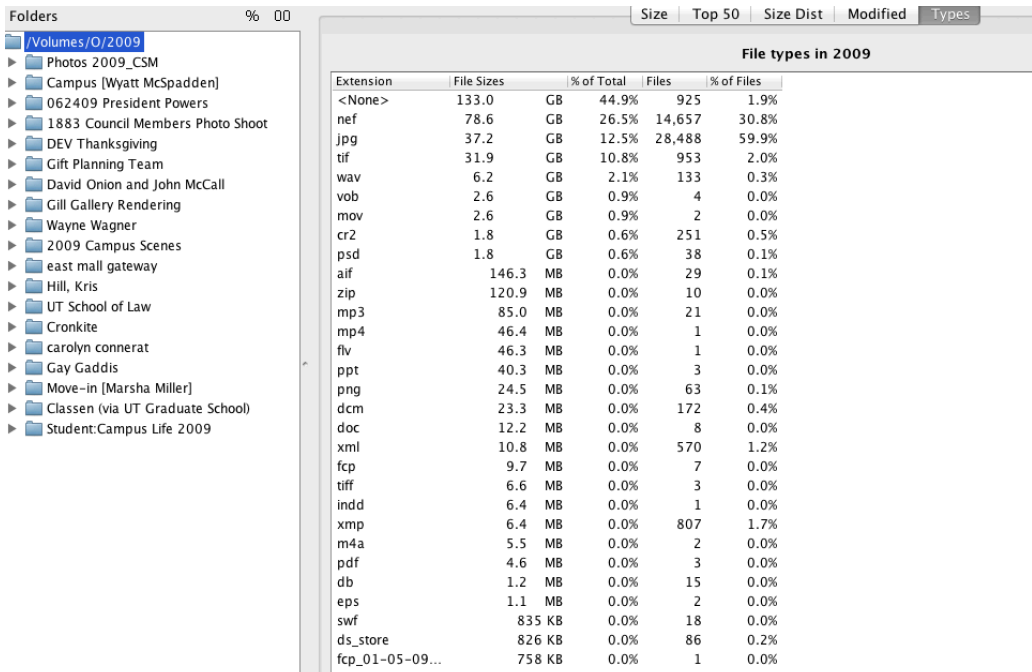 Folders % 00
/Volumes/O/2009
Photos 2009_CSM
Campus [Wyatt McSpadden]
062409 President Powers
1883 Council Members Photo Shoot
DEV Thanksgiving
Gift Planning Team
David Onion and John McCall
Gill Gallery Rendering
Wayne Wagner
2009 Campus Scenes
east mall gateway
Hill, Kris
UT School of Law
Cronkite
carolyn connerat
Gay Gaddis
Move-in [Marsha Miller]
Classen (via UT Graduate School)
Student:Campus Life 2009
Size Top 50 Size Dist Modified Types
File types in 2009
Extension File Sizes % of Total Files % of Files
<None> 133.0 GB 44.9% 925 1.9%
nef 78.6 GB 26.5% 14,657 30.8%
jpg 37.2 GB 12.5% 28,488 59.9%
tif 31.9 GB 10.8% 953 2.0%
wav 6.2 GB 2.1% 133 0.3%
vob 2.6 GB 0.9% 4 0.0%
mov 2.6 GB 0.9% 2 0.0%
cr2 1.8 GB 0.6% 251 0.5%
psd 1.8 GB 0.6% 38 0.1%
aif 146.3 MB 0.0% 29 0.1%
zip 120.9 MB 0.0% 10 0.0%
mp3 85.0 MB 0.0% 21 0.0%
mp4 46.4 MB 0.0% 1 0.0%
flv 46.3 MB 0.0% 1 0.0%
ppt 40.3 MB 0.0% 3 0.0%
png 24.5 MB 0.0% 63 0.1%
dcm 23.3 MB 0.0% 172 0.4%
doc 12.2 MB 0.0% 8 0.0%
xml 10.8 MB 0.0% 570 1.2%
fcp 9.7 MB 0.0% 7 0.0%
tiff 6.6 MB 0.0% 3 0.0%
indd 6.4 MB 0.0% 1 0.0%
xmp 6.4 MB 0.0% 807 1.7%
m4a 5.5 MB 0.0% 2 0.0%
pdf 4.6 MB 0.0% 3 0.0%
db 1.2 MB 0.0% 15 0.0%
eps 1.1 MB 0.0% 2 0.0%
swf 835 KB 0.0% 18 0.0%
ds_store 826 KB 0.0% 86 0.2%
fcp_01-05-09... 758 KB 0.0% 1 0.0%